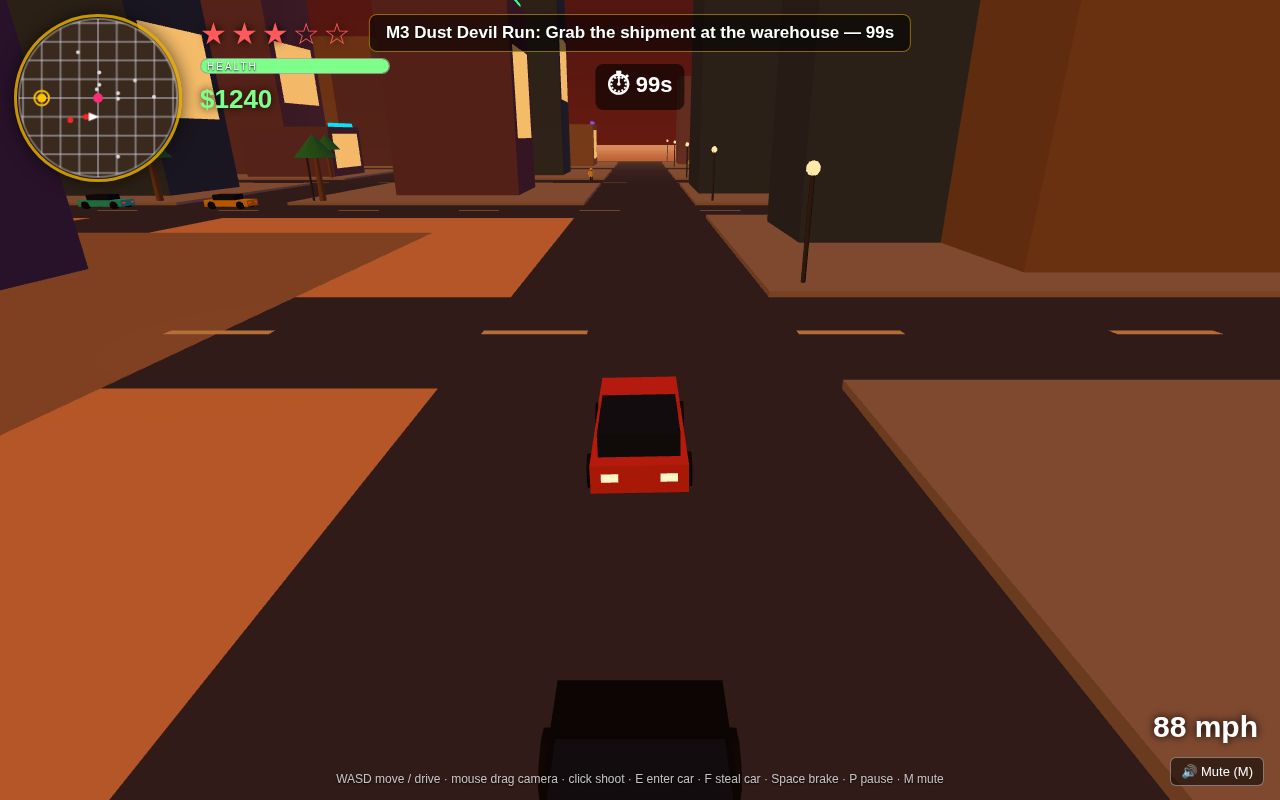 ★★★☆☆
M3 Dust Devil Run: Grab the shipment at the warehouse — 99s
HEALTH
⏱ 99s
$1240
88 mph
WASD move / drive · mouse drag camera · click shoot · E enter car · F steal car · Space brake · P pause · M mute
🔊 Mute (M)